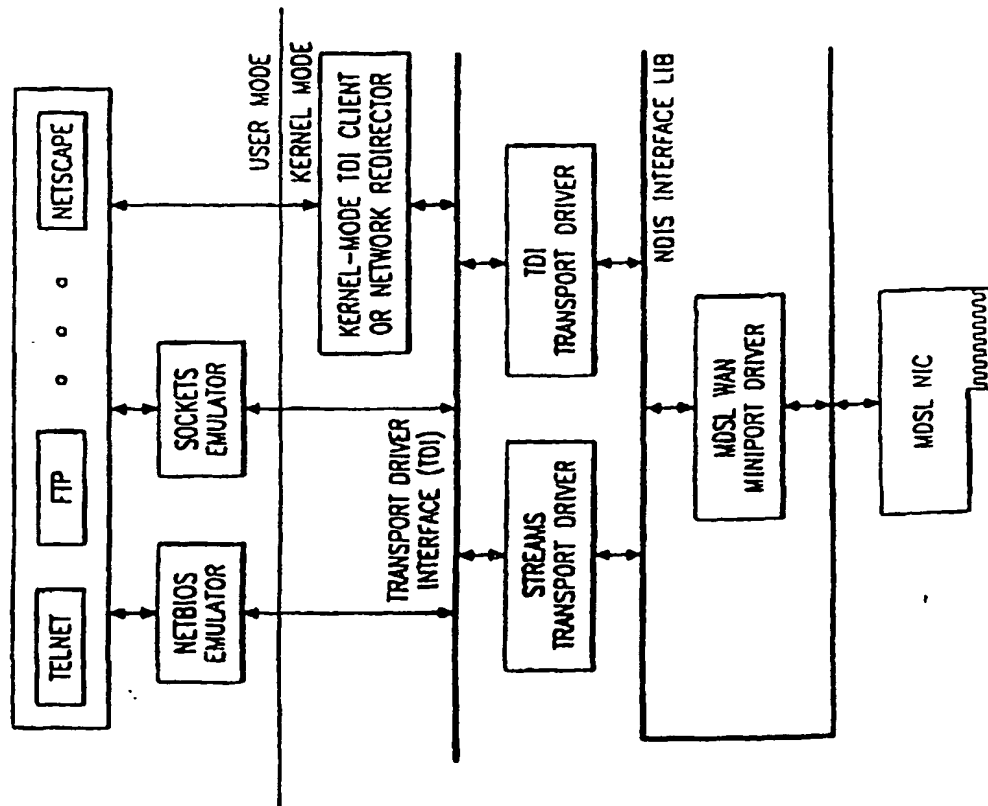 TELNET
FTP
NETSCAPE
NETBIOS
EMULATOR
SOCKETS
EMULATOR
USER MODE
KERNEL MODE
KERNEL-MODE TDI CLIENT
OR NETWORK REDIRECTOR
TRANSPORT DRIVER
INTERFACE (TDI)
STREAMS
TRANSPORT DRIVER
TDI
TRANSPORT DRIVER
NDIS INTERFACE LIB
MDSL WAN
MINIPORT DRIVER
MDSL NIC